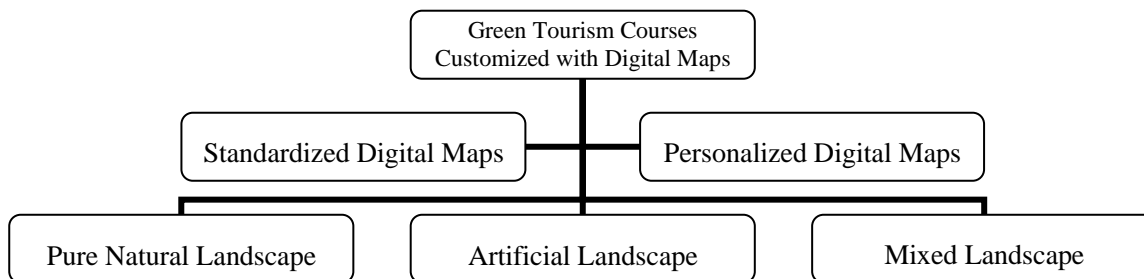 Green Tourism Courses
Customized with Digital Maps
Standardized Digital Maps
Personalized Digital Maps
Pure Natural Landscape
Artificial Landscape
Mixed Landscape